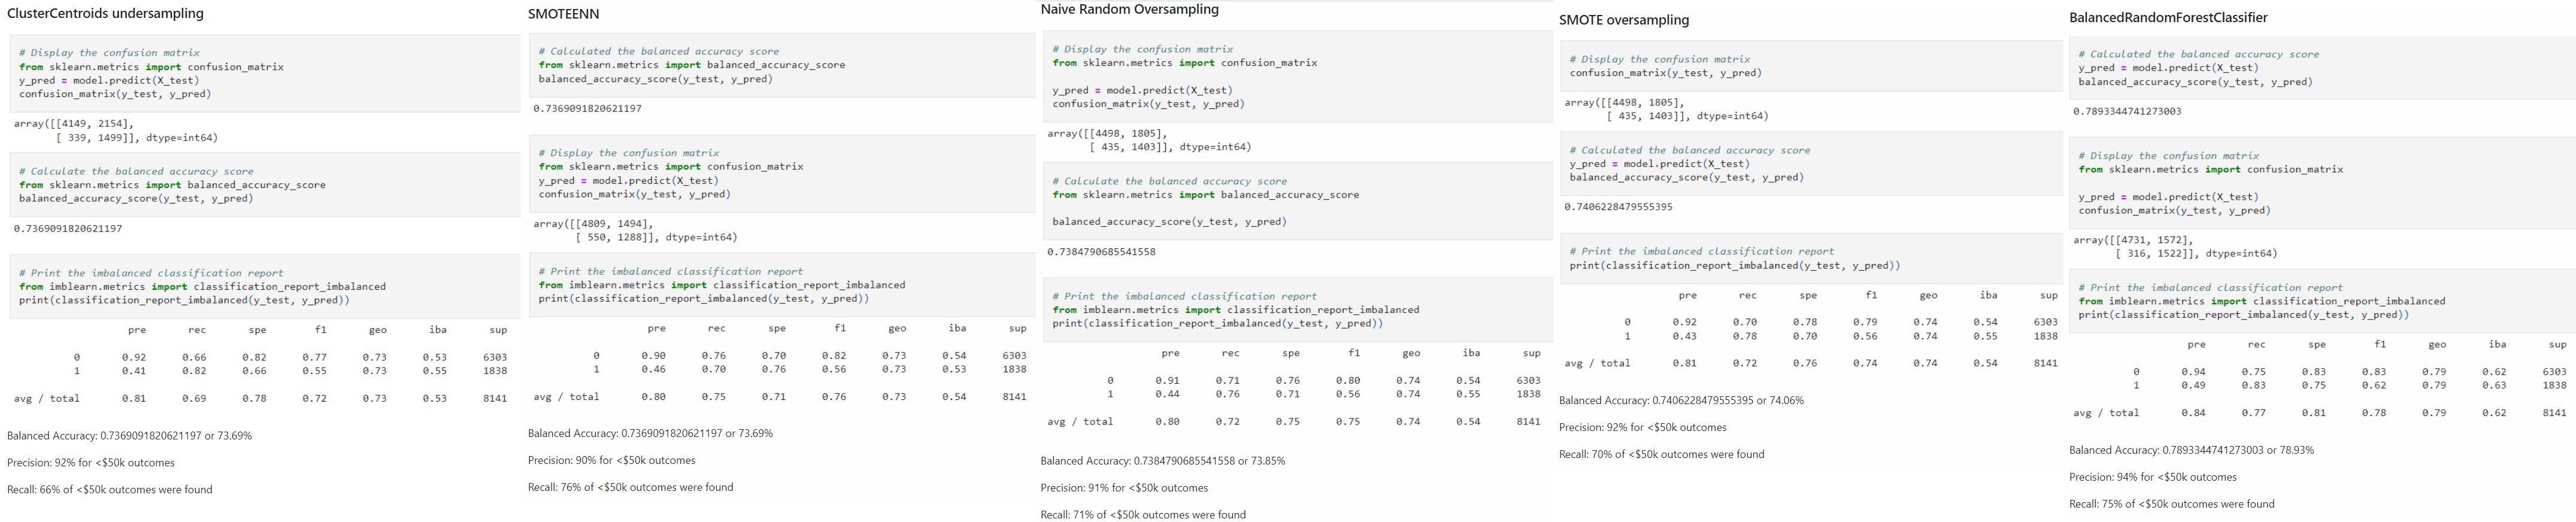 ClusterCentroids undersampling
# Display the confusion matrix
from sklearn.metrics import confusion_matrix
y_pred = model.predict(X_test)
confusion_matrix(y_test, y_pred)
array([[4149, 2154],
[ 339, 1499]], dtype=int64)
# Calculate the balanced accuracy score
from sklearn.metrics import balanced_accuracy_score
balanced_accuracy_score(y_test, y_pred)
0.7369091820621197
# Print the imbalanced classification report
from imblearn.metrics import classification_report_imbalanced
print(classification_report_imbalanced(y_test, y_pred))
pre rec spe f1 geo iba sup
0 0.92 0.66 0.82 0.77 0.73 0.53 6303
1 0.41 0.82 0.66 0.55 0.73 0.55 1838
avg / total 0.81 0.69 0.78 0.72 0.73 0.53 8141
Balanced Accuracy: 0.7369091820621197 or 73.69%
Precision: 92% for <$50k outcomes
Recall: 66% of <$50k outcomes were found
SMOTEENN
# Calculated the balanced accuracy score
from sklearn.metrics import balanced_accuracy_score
balanced_accuracy_score(y_test, y_pred)
0.7369091820621197
# Display the confusion matrix
from sklearn.metrics import confusion_matrix
y_pred = model.predict(X_test)
confusion_matrix(y_test, y_pred)
array([[4809, 1494],
[ 550, 1288]], dtype=int64)
# Print the imbalanced classification report
from imblearn.metrics import classification_report_imbalanced
print(classification_report_imbalanced(y_test, y_pred))
pre rec spe f1 geo iba sup
0 0.90 0.76 0.70 0.82 0.73 0.54 6303
1 0.46 0.70 0.76 0.56 0.73 0.53 1838
avg / total 0.80 0.75 0.71 0.76 0.73 0.54 8141
Balanced Accuracy: 0.7369091820621197 or 73.69%
Precision: 90% for <$50k outcomes
Recall: 76% of <$50k outcomes were found
Naive Random Oversampling
# Display the confusion matrix
from sklearn.metrics import confusion_matrix
y_pred = model.predict(X_test)
confusion_matrix(y_test, y_pred)
array([[4498, 1805],
[ 435, 1403]], dtype=int64)
# Calculate the balanced accuracy score
from sklearn.metrics import balanced_accuracy_score
balanced_accuracy_score(y_test, y_pred)
0.7384790685541558
# Print the imbalanced classification report
from imblearn.metrics import classification_report_imbalanced
print(classification_report_imbalanced(y_test, y_pred))
pre rec spe f1 geo iba sup
0 0.91 0.71 0.76 0.80 0.74 0.54 6303
1 0.44 0.76 0.71 0.56 0.74 0.55 1838
avg / total 0.80 0.72 0.75 0.75 0.74 0.54 8141
Balanced Accuracy: 0.7384790685541558 or 73.85%
Precision: 91% for <$50k outcomes
Recall: 71% of <$50k outcomes were found
SMOTE oversampling
# Display the confusion matrix
confusion_matrix(y_test, y_pred)
array([[4498, 1805],
[ 435, 1403]], dtype=int64)
# Calculated the balanced accuracy score
y_pred = model.predict(X_test)
balanced_accuracy_score(y_test, y_pred)
0.7406228479555395
# Print the imbalanced classification report
print(classification_report_imbalanced(y_test, y_pred))
pre rec spe f1 geo iba sup
0 0.92 0.70 0.78 0.79 0.74 0.54 6303
1 0.43 0.78 0.70 0.56 0.74 0.55 1838
avg / total 0.81 0.72 0.76 0.74 0.74 0.54 8141
Balanced Accuracy: 0.7406228479555395 or 74.06%
Precision: 92% for <$50k outcomes
Recall: 70% of <$50k outcomes were found
BalancedRandomForestClassifier
# Calculated the balanced accuracy score
y_pred = model.predict(X_test)
balanced_accuracy_score(y_test, y_pred)
0.7893344741273003
# Display the confusion matrix
from sklearn.metrics import confusion_matrix
y_pred = model.predict(X_test)
confusion_matrix(y_test, y_pred)
array([[4731, 1572],
[ 316, 1522]], dtype=int64)
# Print the imbalanced classification report
from imblearn.metrics import classification_report_imbalanced
print(classification_report_imbalanced(y_test, y_pred))
pre rec spe f1 geo iba sup
0 0.94 0.75 0.83 0.83 0.79 0.62 6303
1 0.49 0.83 0.75 0.62 0.79 0.63 1838
avg / total 0.84 0.77 0.81 0.78 0.79 0.62 8141
Balanced Accuracy: 0.7893344741273003 or 78.93%
Precision: 94% for <$50k outcomes
Recall: 75% of <$50k outcomes were found